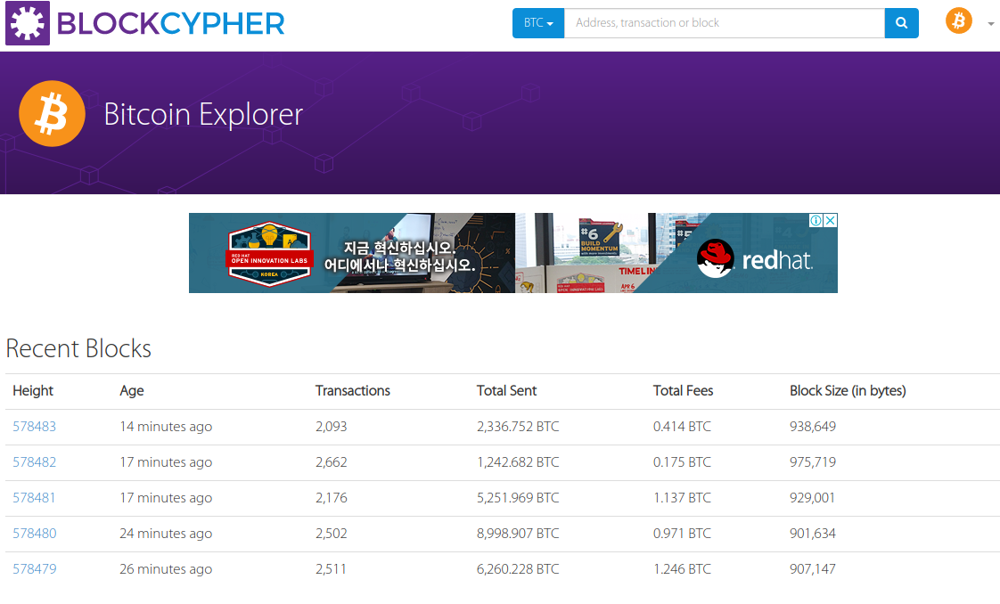 BLOCKCYPHER
BTC
Address, transaction or block
Bitcoin Explorer
RED HAT
OPEN INNOVATION LABS
KOREA
지금 혁신하십시오.
어디에서나 혁신하십시오.
#6
BUILD
MOMENTUM
#5
TIMELIN
APR 6
redhat.
Recent Blocks
Height Age Transactions Total Sent Total Fees Block Size (in bytes)
578483 14 minutes ago 2,093 2,336.752 BTC 0.414 BTC 938,649
578482 17 minutes ago 2,662 1,242.682 BTC 0.175 BTC 975,719
578481 17 minutes ago 2,176 5,251.969 BTC 1.137 BTC 929,001
578480 24 minutes ago 2,502 8,998.907 BTC 0.971 BTC 901,634
578479 26 minutes ago 2,511 6,260.228 BTC 1.246 BTC 907,147